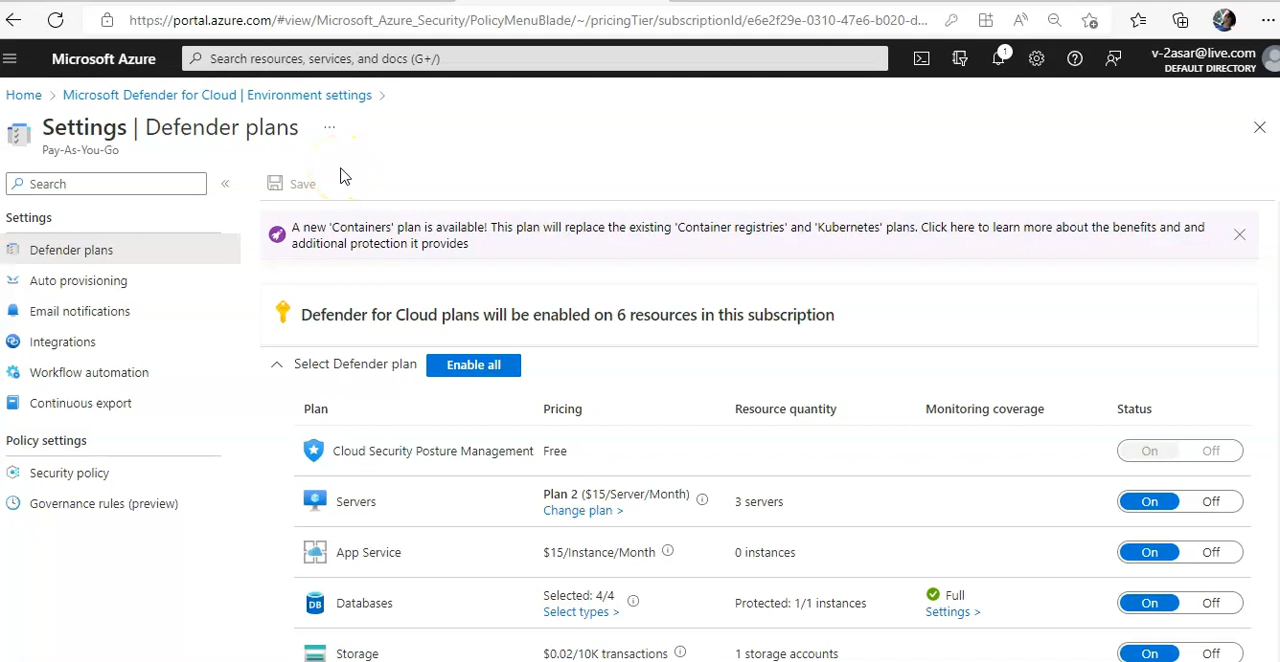 https://portal.azure.com/#view/Microsoft_Azure_Security/PolicyMenuBlade/~/pricingTier/subscriptionId/e6e2f29e-0310-47e6-b020-d...
Microsoft Azure
Search resources, services, and docs (G+/)
1
v-2asar@live.com
DEFAULT DIRECTORY
Home > Microsoft Defender for Cloud | Environment settings >
Settings | Defender plans ...
Pay-As-You-Go
Search
«
Save
Settings
Defender plans
Auto provisioning
Email notifications
Integrations
Workflow automation
Continuous export
Policy settings
Security policy
Governance rules (preview)
A new 'Containers' plan is available! This plan will replace the existing 'Container registries' and 'Kubernetes' plans. Click here to learn more about the benefits and and
additional protection it provides
Defender for Cloud plans will be enabled on 6 resources in this subscription
Select Defender plan Enable all
Plan Pricing Resource quantity Monitoring coverage Status
Cloud Security Posture Management Free On Off
Servers Plan 2 ($15/Server/Month) 3 servers On Off
Change plan >
App Service $15/Instance/Month 0 instances On Off
Databases Selected: 4/4 Protected: 1/1 instances Full On Off
Select types > Settings >
Storage $0.02/10K transactions 1 storage accounts On Off